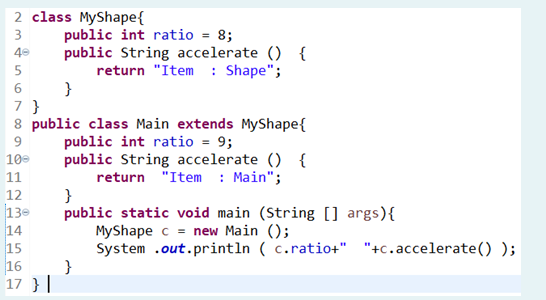 2 class MyShape{
3     public int ratio = 8;
4     public String accelerate ()  {
5         return "Item  : Shape";
6     }
7 }
8 public class Main extends MyShape{
9     public int ratio = 9;
10     public String accelerate ()  {
11         return  "Item  : Main";
12     }
13     public static void main (String [] args){
14         MyShape c = new Main ();
15         System .out.println ( c.ratio+"  "+c.accelerate() );
16     }
17 }